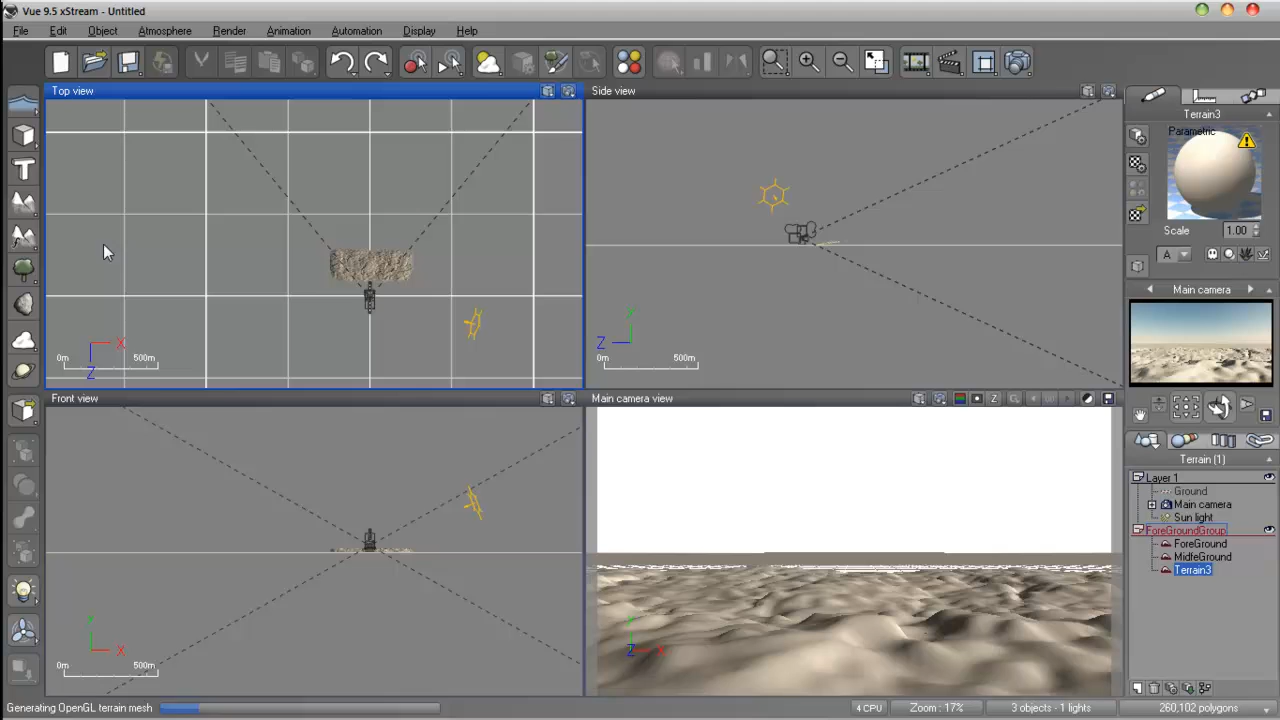 Vue 9.5 xStream - Untitled
File Edit Object Atmosphere Render Animation Automation Display Help
Top view
Side view
Terrain3
Parametric
Scale 1.00
A
X
Z
0m 500m
Y
Z
0m 500m
Main camera
Front view
Main camera view
Z
Terrain (1)
Layer 1
Ground
Main camera
Sun light
ForeGroundGroup
ForeGround
MidfeGround
Terrain3
X
0m 500m
Z
X
Generating OpenGL terrain mesh
4 CPU
Zoom : 17%
3 objects - 1 lights
260,102 polygons